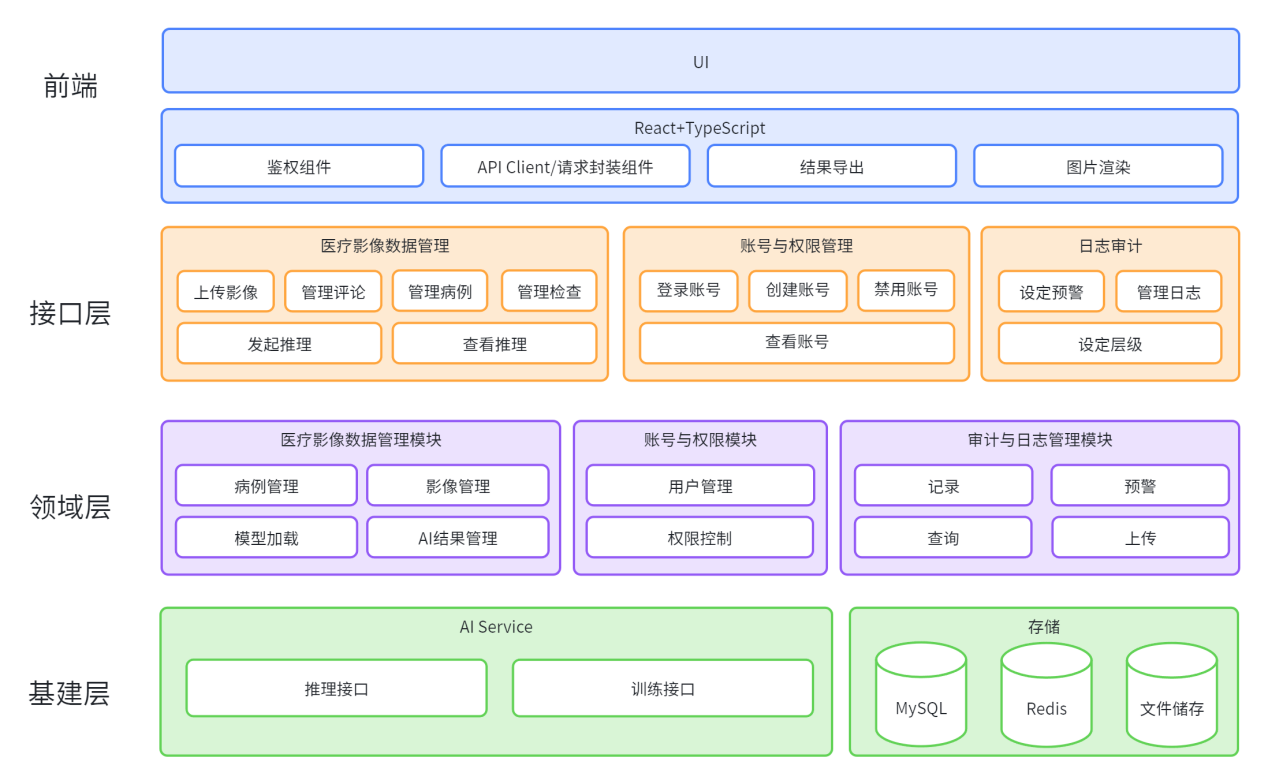 前端
UI
React+TypeScript
鉴权组件
API Client/请求封装组件
结果导出
图片渲染
接口层
医疗影像数据管理
上传影像
管理评论
管理病例
管理检查
发起推理
查看推理
账号与权限管理
登录账号
创建账号
禁用账号
查看账号
日志审计
设定预警
管理日志
设定层级
领域层
医疗影像数据管理模块
病例管理
影像管理
模型加载
AI结果管理
账号与权限模块
用户管理
权限控制
审计与日志管理模块
记录
预警
查询
上传
基建层
AI Service
推理接口
训练接口
存储
MySQL
Redis
文件储存